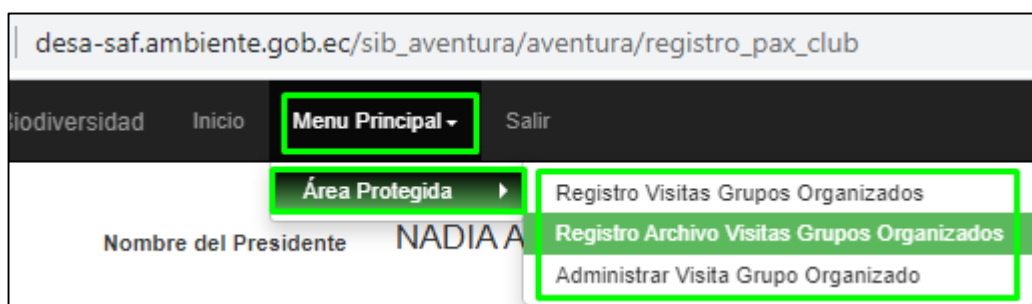 desa-saf.ambiente.gob.ec/sib_aventura/aventura/registro_pax_club
Biodiversidad Inicio Menu Principal Salir
Área Protegida Registro Visitas Grupos Organizados
Registro Archivo Visitas Grupos Organizados
Nombre del Presidente NADIA A
Administrar Visita Grupo Organizado